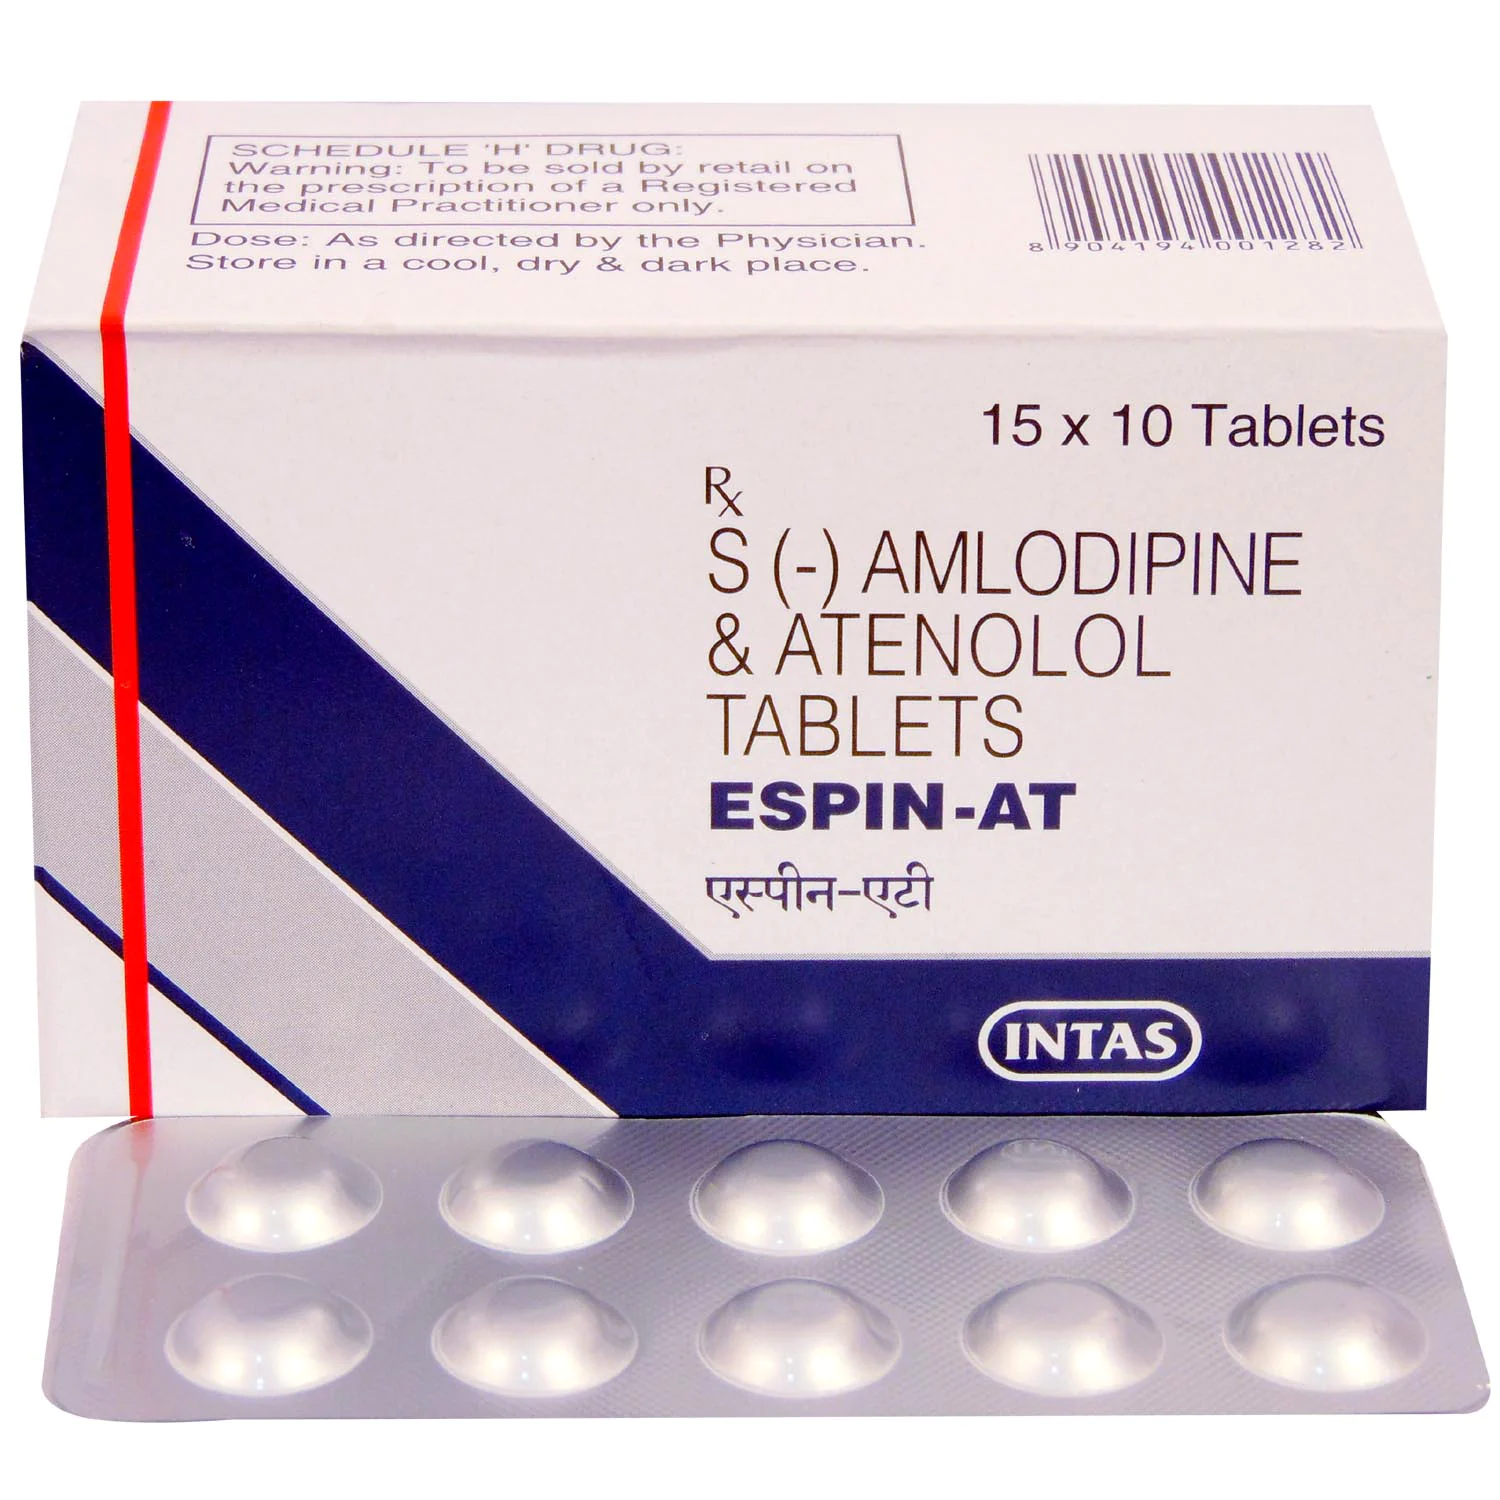 SCHEDULE 'H' DRUG:
Warning: To be sold by retail on
the prescription of a Registered
Medical Practitioner only.
Dose: As directed by the Physician.
Store in a cool, dry & dark place.
8 904194 001282
15 x 10 Tablets
Rx
S (-) AMLODIPINE
& ATENOLOL
TABLETS
ESPIN-AT
एस्पीन-एटी
INTAS